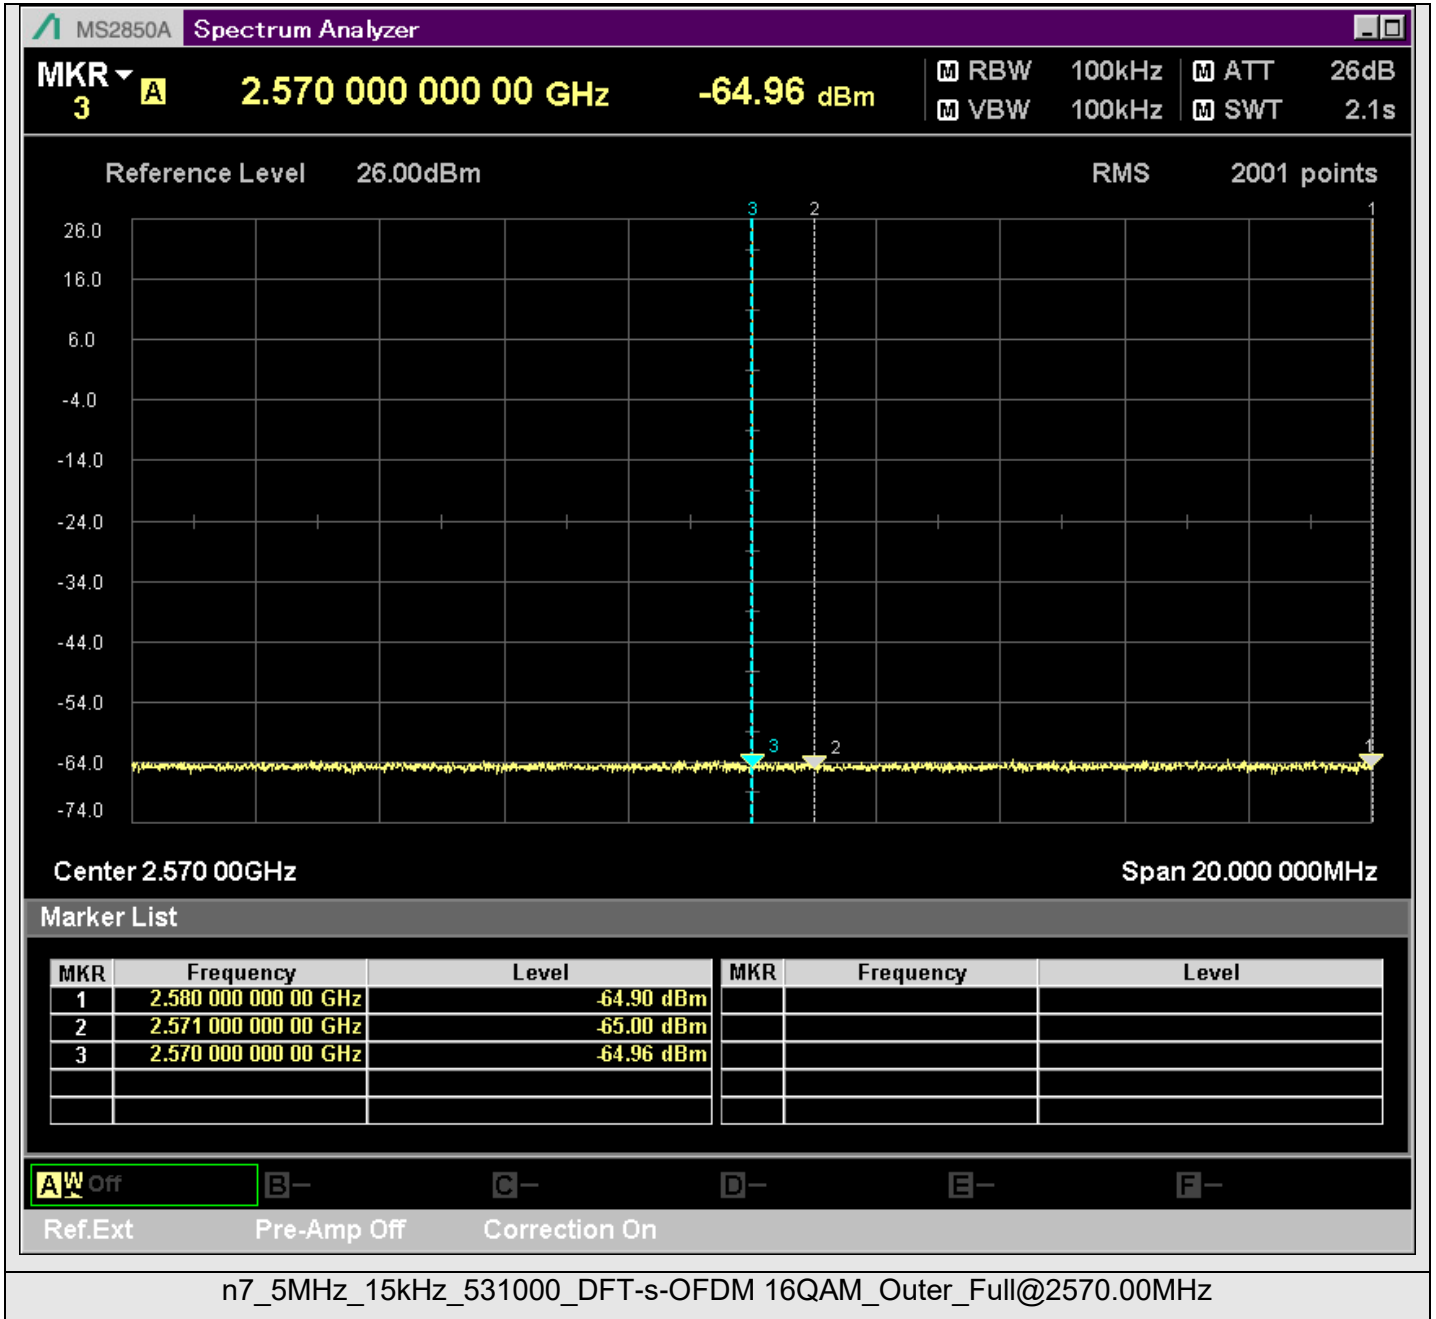 MS2850A Spectrum Analyzer
MKR 3 A 2.570 000 000 00 GHz -64.96 dBm
M RBW 100kHz M ATT 26dB
M VBW 100kHz M SWT 2.1s
Reference Level 26.00dBm RMS 2001 points
3 2 1
26.0
16.0
6.0
-4.0
-14.0
-24.0
-34.0
-44.0
-54.0
3 2 1
-64.0
-74.0
Center 2.570 00GHz Span 20.000 000MHz
Marker List
MKR Frequency Level MKR Frequency Level
1 2.580 000 000 00 GHz -64.90 dBm
2 2.571 000 000 00 GHz -65.00 dBm
3 2.570 000 000 00 GHz -64.96 dBm
A W Off B – C – D – E – F –
Ref.Ext Pre-Amp Off Correction On
n7_5MHz_15kHz_531000_DFT-s-OFDM 16QAM_Outer_Full@2570.00MHz